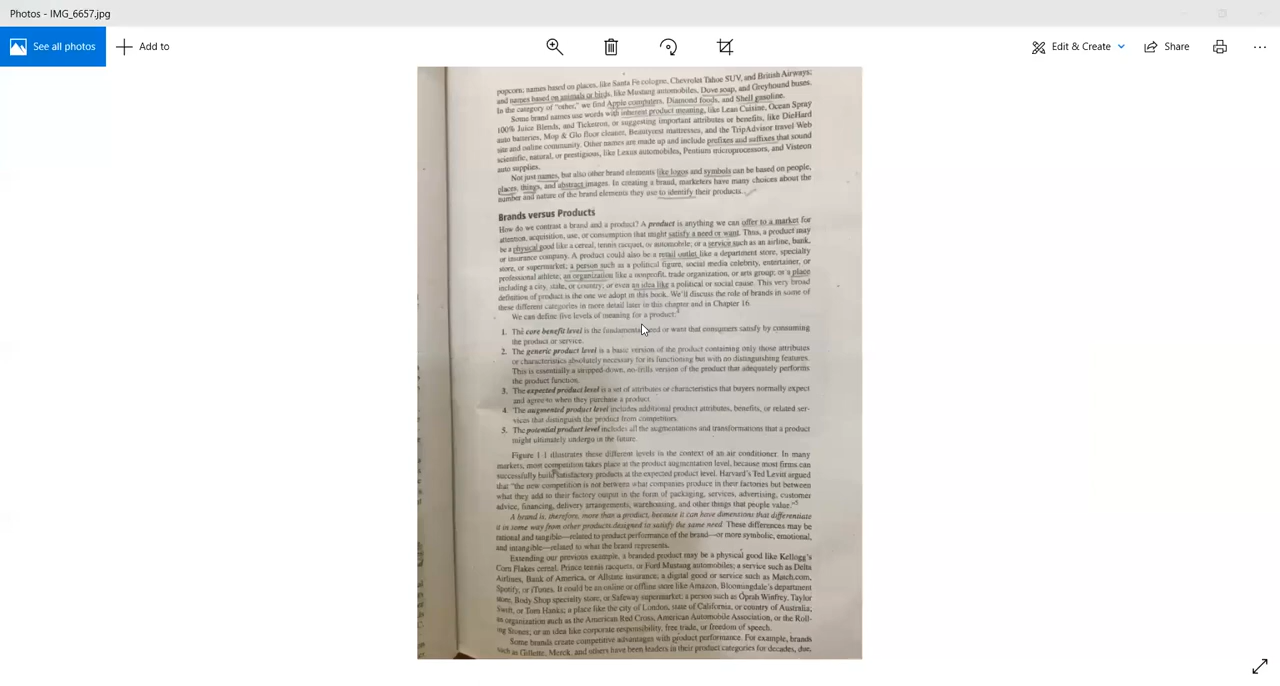 Photos - IMG_6657.jpg
See all photos
Add to
Edit & Create
Share
popcorn; names based on places, like Santa Fe cologne, Chevrolet Tahoe SUV, and British Airways;
and names based on animals or birds, like Mustang automobiles, Dove soap, and Greyhound buses.
In the category of "other," we find Apple computers, Diamond foods, and Shell gasoline.
Some brand names use words with inherent product meaning, like Lean Cuisine, Ocean Spray
100% Juice Blends, and Ticketron, or suggesting important attributes or benefits, like DieHard
auto batteries, Mop & Glo floor cleaner, Beautyrest mattresses, and the TripAdvisor travel Web
site and online community. Other names are made up and include prefixes and suffixes that sound
scientific, natural, or prestigious, like Lexus automobiles, Pentium microprocessors, and Visteon
auto supplies.
Not just names, but also other brand elements like logos and symbols can be based on people,
places, things, and abstract images. In creating a brand, marketers have many choices about the
number and nature of the brand elements they use to identify their products.
Brands versus Products
How do we contrast a brand and a product? A product is anything we can offer to a market for
attention, acquisition, use, or consumption that might satisfy a need or want. Thus, a product may
be a physical good like a cereal, tennis racquet, or automobile; or a service such as an airline, bank,
or insurance company. A product could also be a retail outlet like a department store, specialty
store, or supermarket; a person such as a political figure, social media celebrity, entertainer, or
professional athlete; an organization like a nonprofit, trade organization, or arts group; or a place
including a city, state, or country; or even an idea like a political or social cause. This very broad
definition of product is the one we adopt in this book. We'll discuss the role of brands in some of
these different categories in more detail later in this chapter and in Chapter 16.
We can define five levels of meaning for a product:4
1. The core benefit level is the fundamental need or want that consumers satisfy by consuming
the product or service.
2. The generic product level is a basic version of the product containing only those attributes
or characteristics absolutely necessary for its functioning but with no distinguishing features.
This is essentially a stripped-down, no-frills version of the product that adequately performs
the product function.
3. The expected product level is a set of attributes or characteristics that buyers normally expect
and agree to when they purchase a product.
4. The augmented product level includes additional product attributes, benefits, or related ser-
vices that distinguish the product from competitors.
5. The potential product level includes all the augmentations and transformations that a product
might ultimately undergo in the future.
Figure 1-1 illustrates these different levels in the context of an air conditioner. In many
markets, most competition takes place at the product augmentation level, because most firms can
successfully build satisfactory products at the expected product level. Harvard's Ted Levitt argued
that "the new competition is not between what companies produce in their factories but between
what they add to their factory output in the form of packaging, services, advertising, customer
advice, financing, delivery arrangements, warehousing, and other things that people value."5
A brand is, therefore, more than a product, because it can have dimensions that differentiate
it in some way from other products designed to satisfy the same need. These differences may be
rational and tangible—related to product performance of the brand—or more symbolic, emotional,
and intangible—related to what the brand represents.
Extending our previous example, a branded product may be a physical good like Kellogg's
Corn Flakes cereal, Prince tennis racquets, or Ford Mustang automobiles; a service such as Delta
Airlines, Bank of America, or Allstate insurance; a digital good or service such as Match.com,
Spotify, or iTunes. It could be an online or offline store like Amazon, Bloomingdale's department
store, Body Shop specialty store, or Safeway supermarket; a person such as Oprah Winfrey, Taylor
Swift, or Tom Hanks; a place like the city of London, state of California, or country of Australia;
an organization such as the American Red Cross, American Automobile Association, or the Roll-
ing Stones; or an idea like corporate responsibility, free trade, or freedom of speech.
Some brands create competitive advantages with product performance. For example, brands
such as Gillette, Merck, and others have been leaders in their product categories for decades, due,